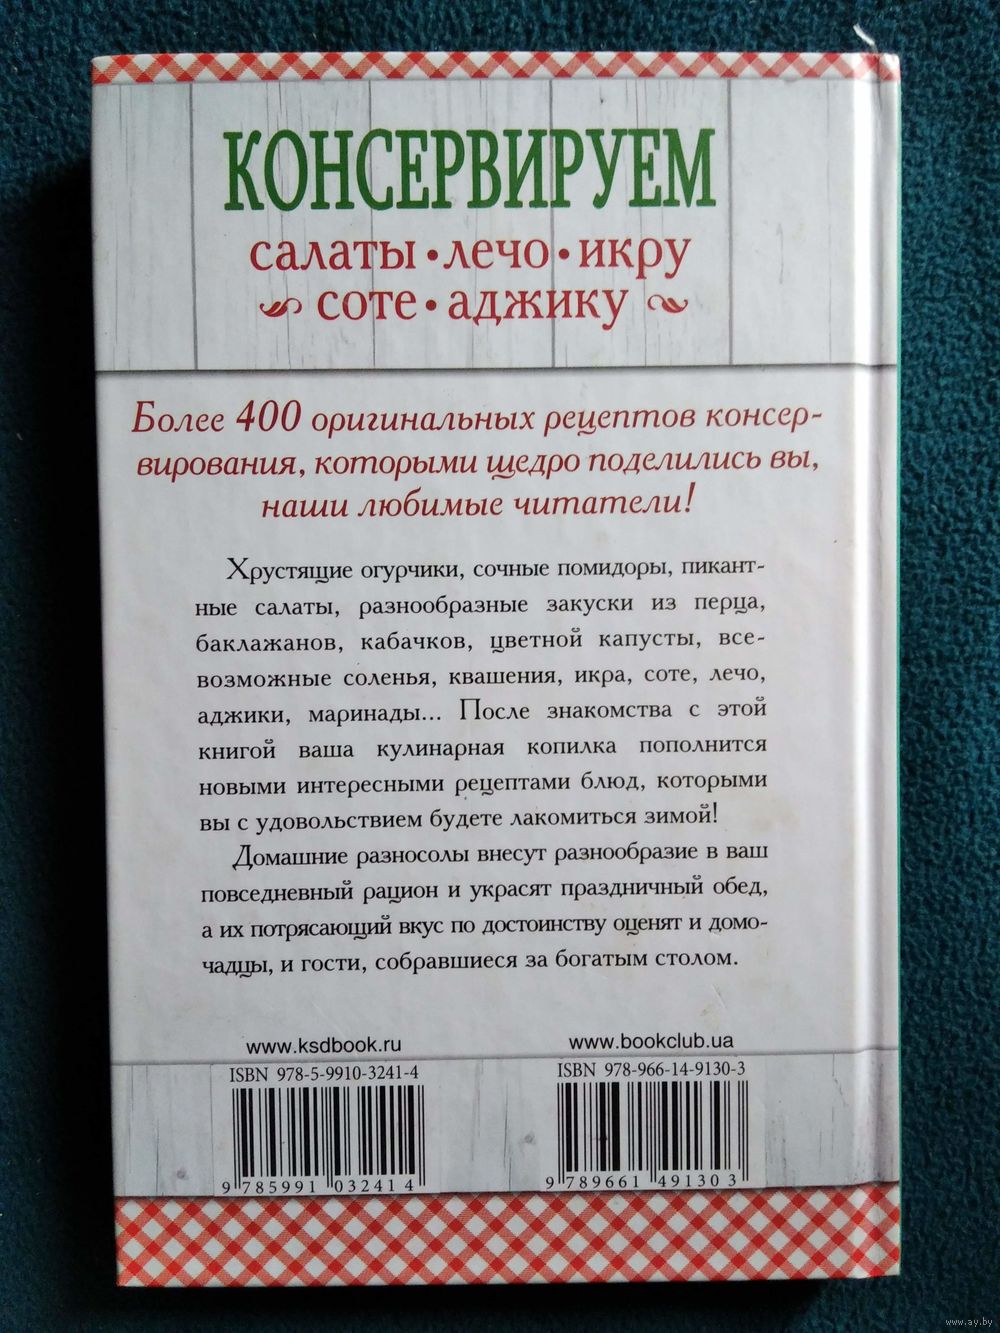 КОНСЕРВИРУЕМ
салаты • лечо • икру
соте • аджику
Более 400 оригинальных рецептов консер-
вирования, которыми щедро поделились вы,
наши любимые читатели!
Хрустящие огурчики, сочные помидоры, пикант-
ные салаты, разнообразные закуски из перца,
баклажанов, кабачков, цветной капусты, все-
возможные соленья, квашения, икра, соте, лечо,
аджики, маринады... После знакомства с этой
книгой ваша кулинарная копилка пополнится
новыми интересными рецептами блюд, которыми
вы с удовольствием будете лакомиться зимой!
Домашние разносолы внесут разнообразие в ваш
повседневный рацион и украсят праздничный обед,
а их потрясающий вкус по достоинству оценят и домо-
чадцы, и гости, собравшиеся за богатым столом.
www.ksdbook.ru
ISBN 978-5-9910-3241-4
9 785991 032414
www.bookclub.ua
ISBN 978-966-14-9130-3
9 789661 491303
www.ay.by